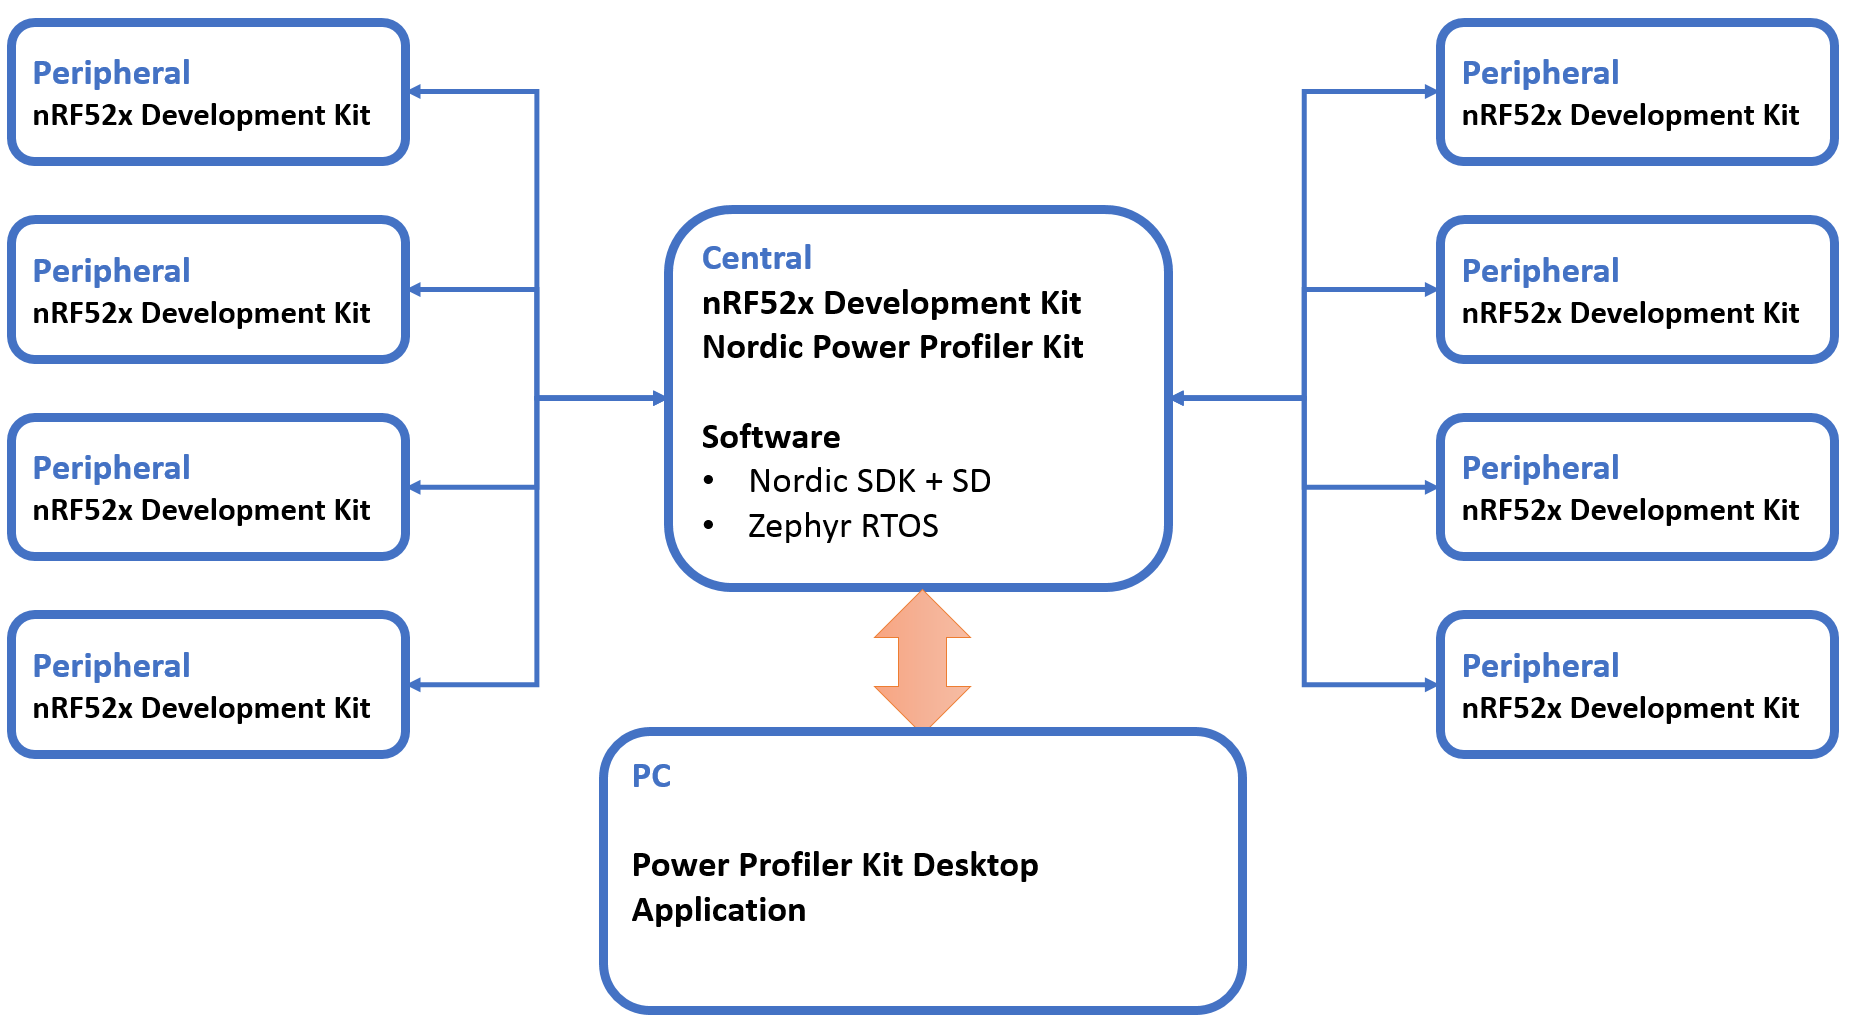 Peripheral
nRF52x Development Kit
Peripheral
nRF52x Development Kit
Peripheral
nRF52x Development Kit
Peripheral
nRF52x Development Kit
Central
nRF52x Development Kit
Nordic Power Profiler Kit
Software
• Nordic SDK + SD
• Zephyr RTOS
PC
Power Profiler Kit Desktop
Application
Peripheral
nRF52x Development Kit
Peripheral
nRF52x Development Kit
Peripheral
nRF52x Development Kit
Peripheral
nRF52x Development Kit